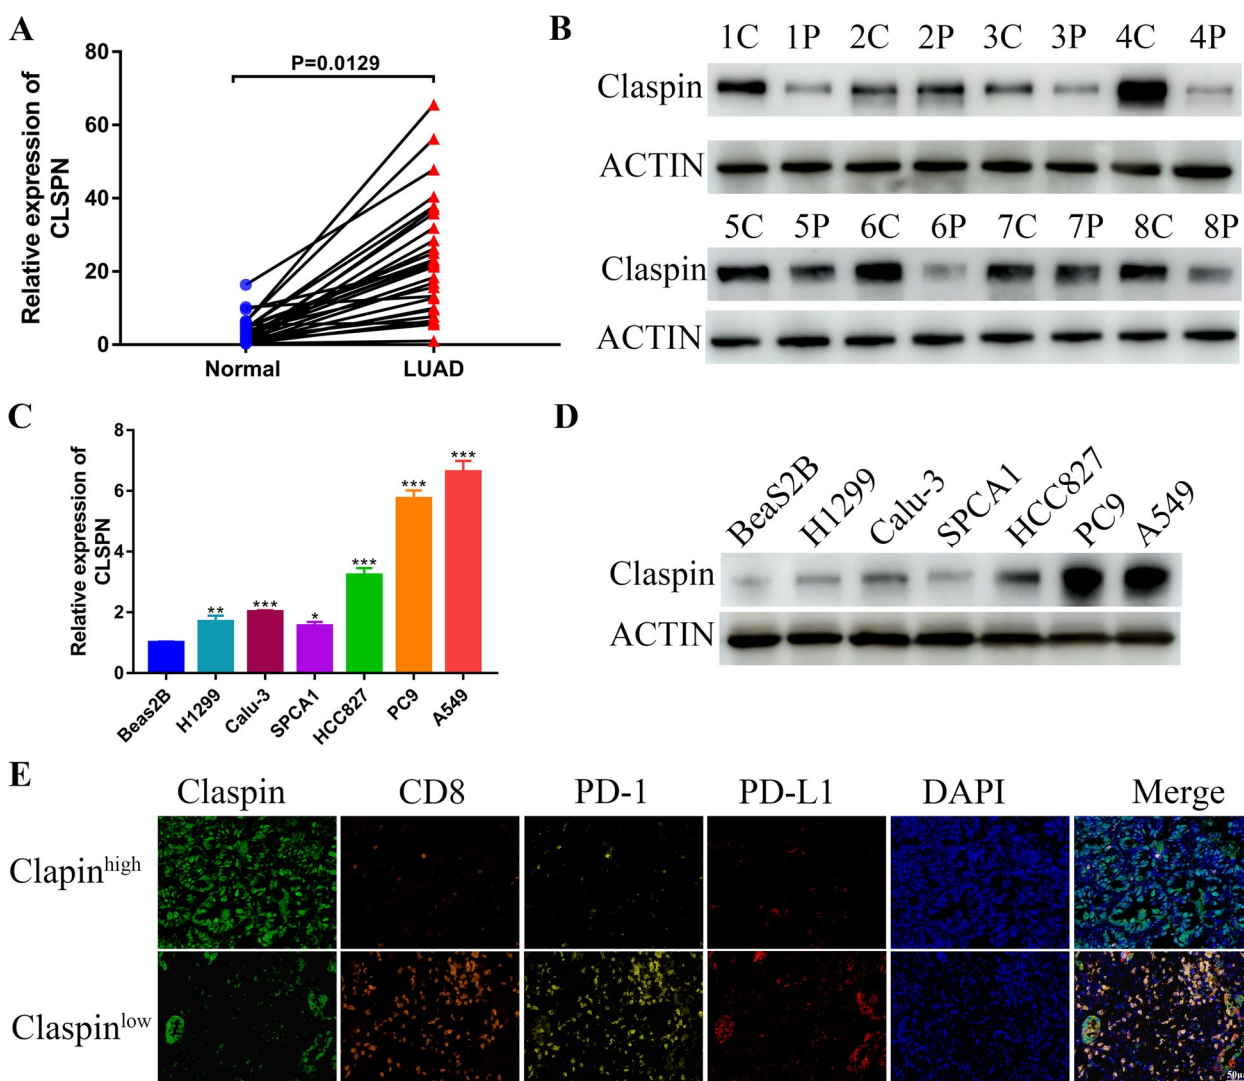 A
80
60
40
20
0
Relative expression of
CLSPN
P=0.0129
Normal LUAD
B
1C 1P 2C 2P 3C 3P 4C 4P
Claspin
ACTIN
5C 5P 6C 6P 7C 7P 8C 8P
Claspin
ACTIN
C
8
6
4
2
0
Relative expression of
CLSPN
** *** * *** *** ***
Beas2B H1299 Calu-3 SPCA1 HCC827 PC9 A549
D
BeaS2B H1299 Calu-3 SPCA1 HCC827 PC9 A549
Claspin
ACTIN
E
Claspin CD8 PD-1 PD-L1 DAPI Merge
Clapinhigh
Claspinlow